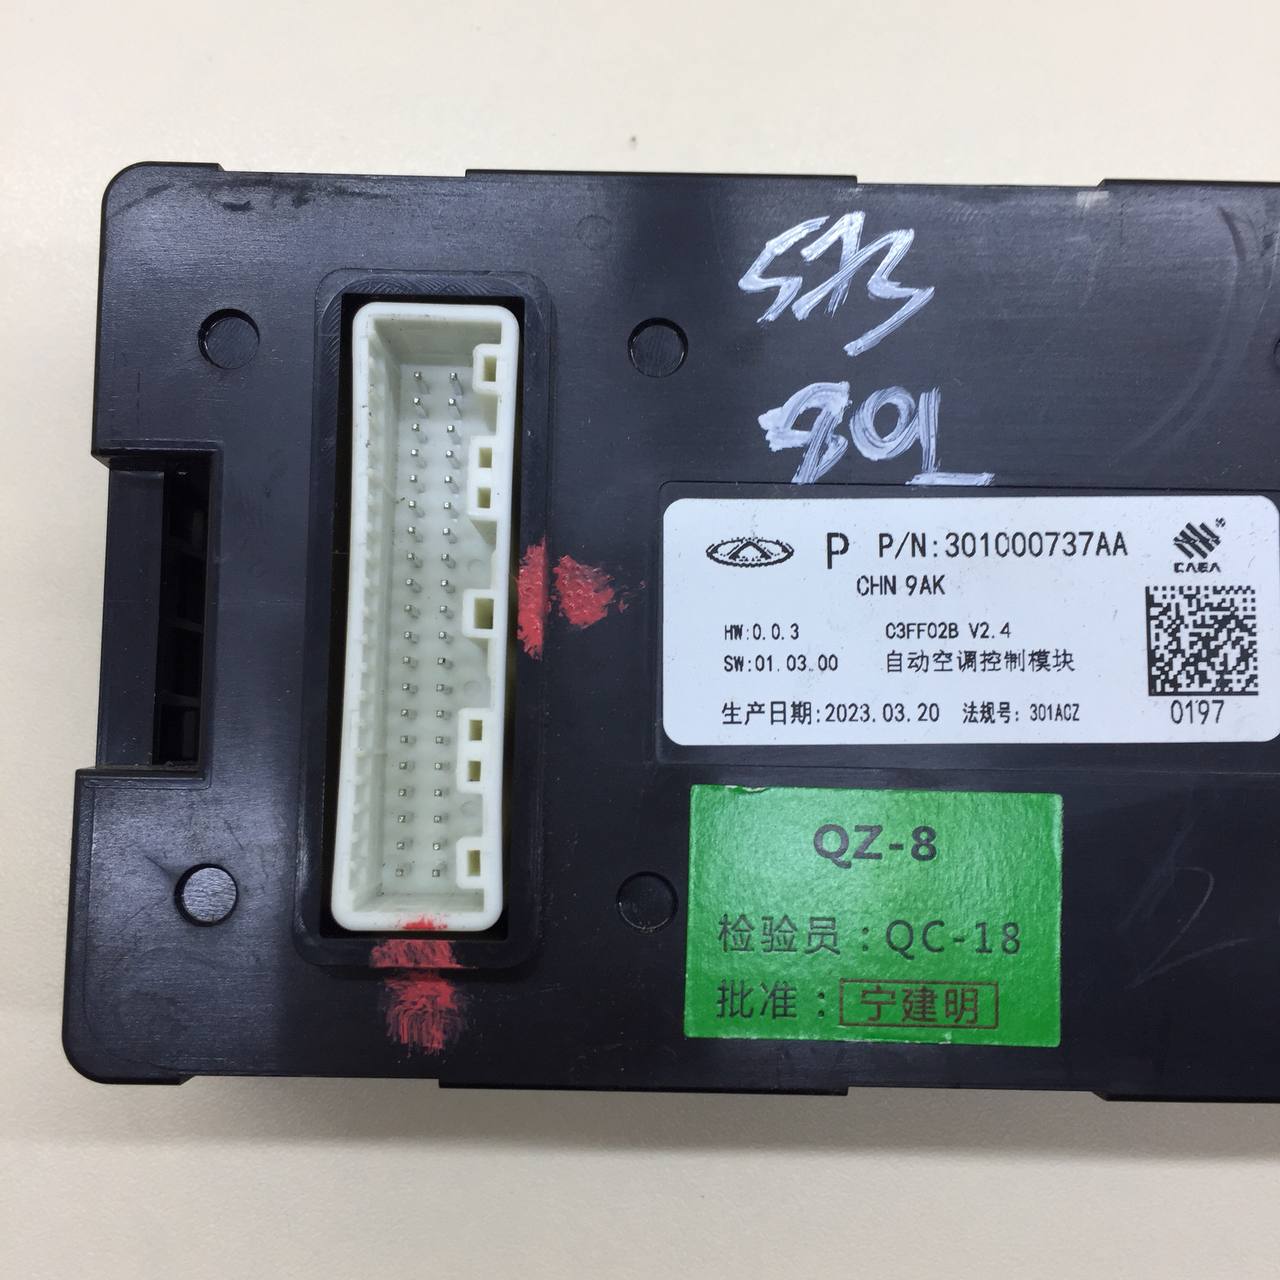 P P/N:301000737AA
CHN 9AK
CAEA
HW:0.0.3 C3FF02B V2.4
SW:01.03.00 自动空调控制模块
生产日期:2023.03.20 法规号: 301ACZ
0197
QZ-8
检验员:QC-18
批准:宁建明